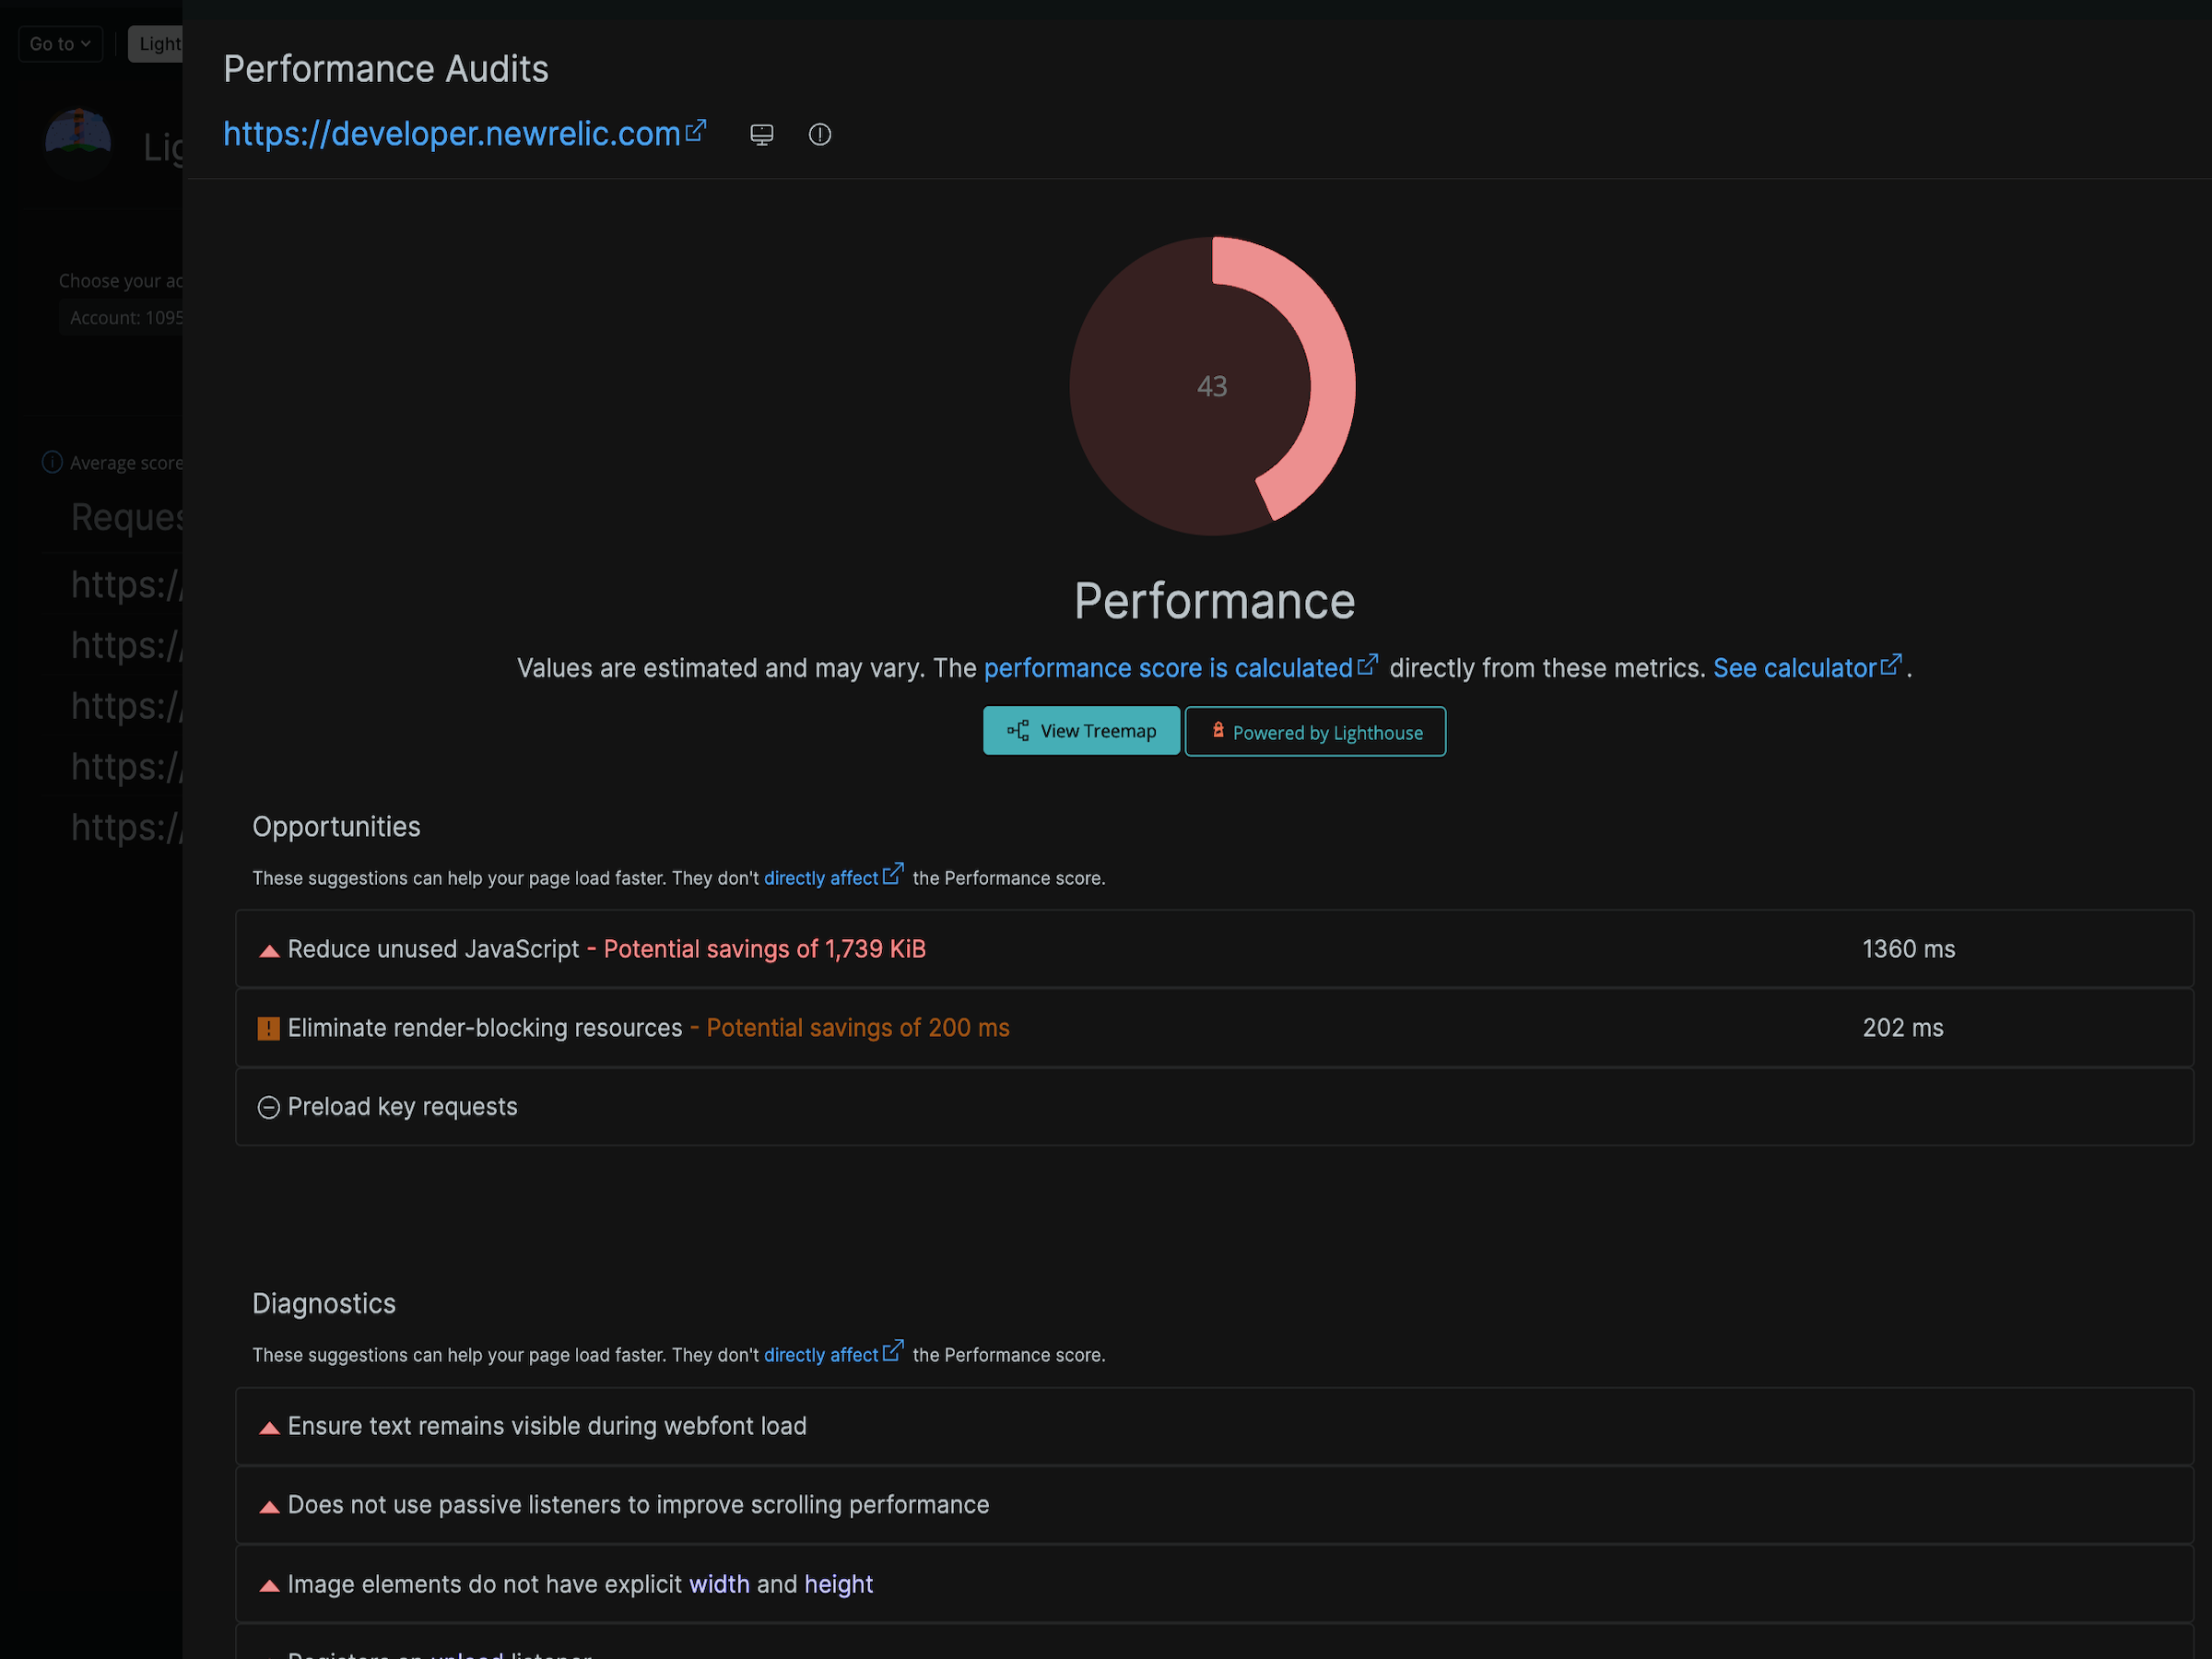 Go to
Light
Performance Audits
https://developer.newrelic.com
Lig
Choose your ac
Account: 1095
43
Average score
Reques
https://
https://
https://
https://
https://
Performance
Values are estimated and may vary. The performance score is calculated directly from these metrics. See calculator.
View Treemap
Powered by Lighthouse
Opportunities
These suggestions can help your page load faster. They don't directly affect the Performance score.
Reduce unused JavaScript - Potential savings of 1,739 KiB 1360 ms
Eliminate render-blocking resources - Potential savings of 200 ms 202 ms
Preload key requests
Diagnostics
These suggestions can help your page load faster. They don't directly affect the Performance score.
Ensure text remains visible during webfont load
Does not use passive listeners to improve scrolling performance
Image elements do not have explicit width and height
Registers an unload listener